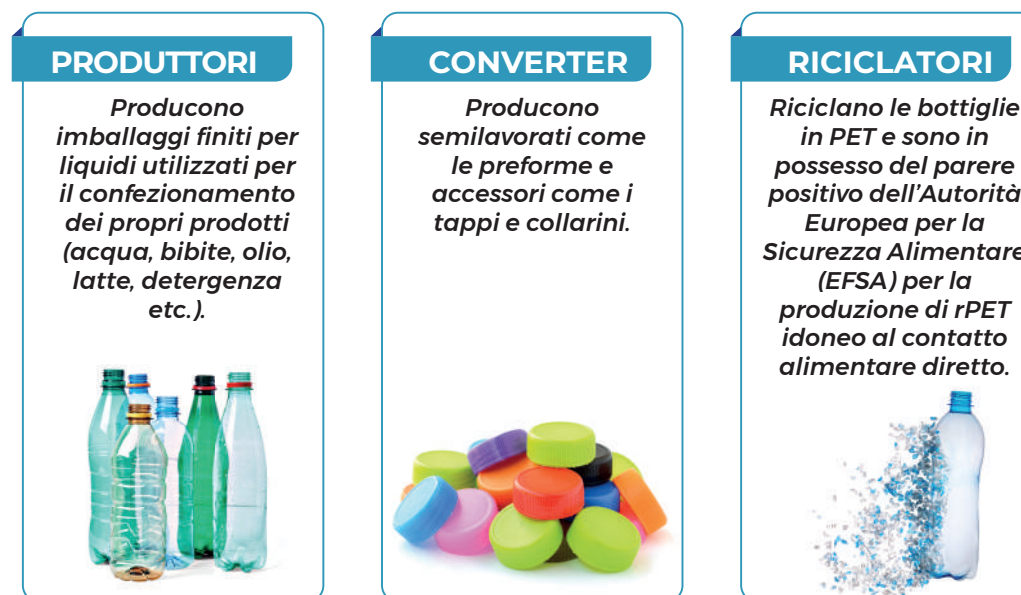 PRODUTTORI
Producono
imballaggi finiti per
liquidi utilizzati per
il confezionamento
dei propri prodotti
(acqua, bibite, olio,
latte, detergenza
etc.).
CONVERTER
Producono
semilavorati come
le preforme e
accessori come i
tappi e collarini.
RICICLATORI
Riciclano le bottiglie
in PET e sono in
possesso del parere
positivo dell'Autorità
Europea per la
Sicurezza Alimentare
(EFSA) per la
produzione di rPET
idoneo al contatto
alimentare diretto.